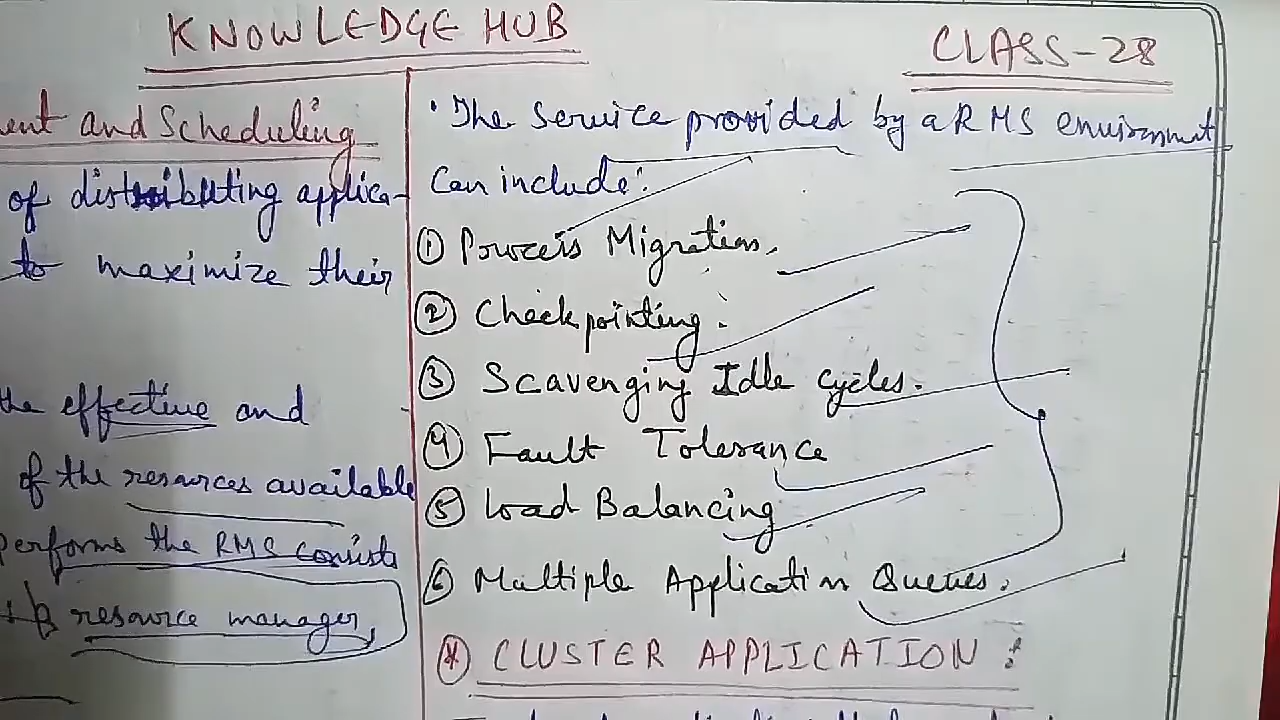 KNOWLEDGE HUB
CLASS-28
ent and Scheduling
of distributing applica-
to maximize their
the effective and
of the resources available
performs the RMS consists
resource manager,
• The Service provided by a RMS environment
Can include:
① Process Migration.
② Checkpointing.
③ Scavenging Idle Cycles.
④ Fault Tolerance
⑤ Load Balancing
⑥ Multiple Application Queues.
* CLUSTER APPLICATION :